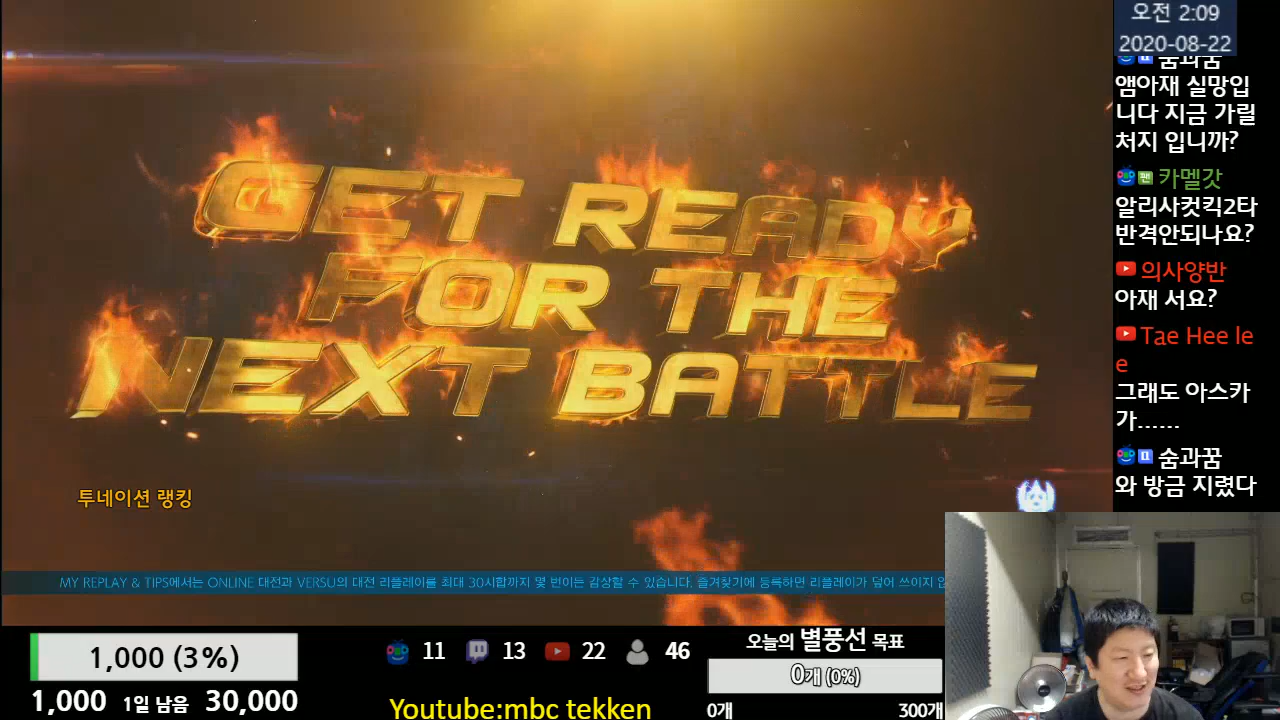 오전 2:09
2020-08-22
숨과꿈
앰아재 실망입
니다 지금 가릴
처지 입니까?
팬 카멜갓
알리사컷킥2타
반격안되나요?
의사양반
아재 서요?
Tae Hee le
e
그래도 아스카
가......
숨과꿈
와 방금 지렸다
GET READY
FOR THE
NEXT BATTLE
투네이션 랭킹
MY REPLAY & TIPS에서는 ONLINE 대전과 VERSU의 대전 리플레이를 최대 30시합까지 몇 번이든 감상할 수 있습니다. 즐겨찾기에 등록하면 리플레이가 덮어 쓰이지
1,000 (3%)
1,000 1일 남음 30,000
11 13 22 46
Youtube:mbc tekken
오늘의 별풍선 목표
0개 (0%)
0개 300개